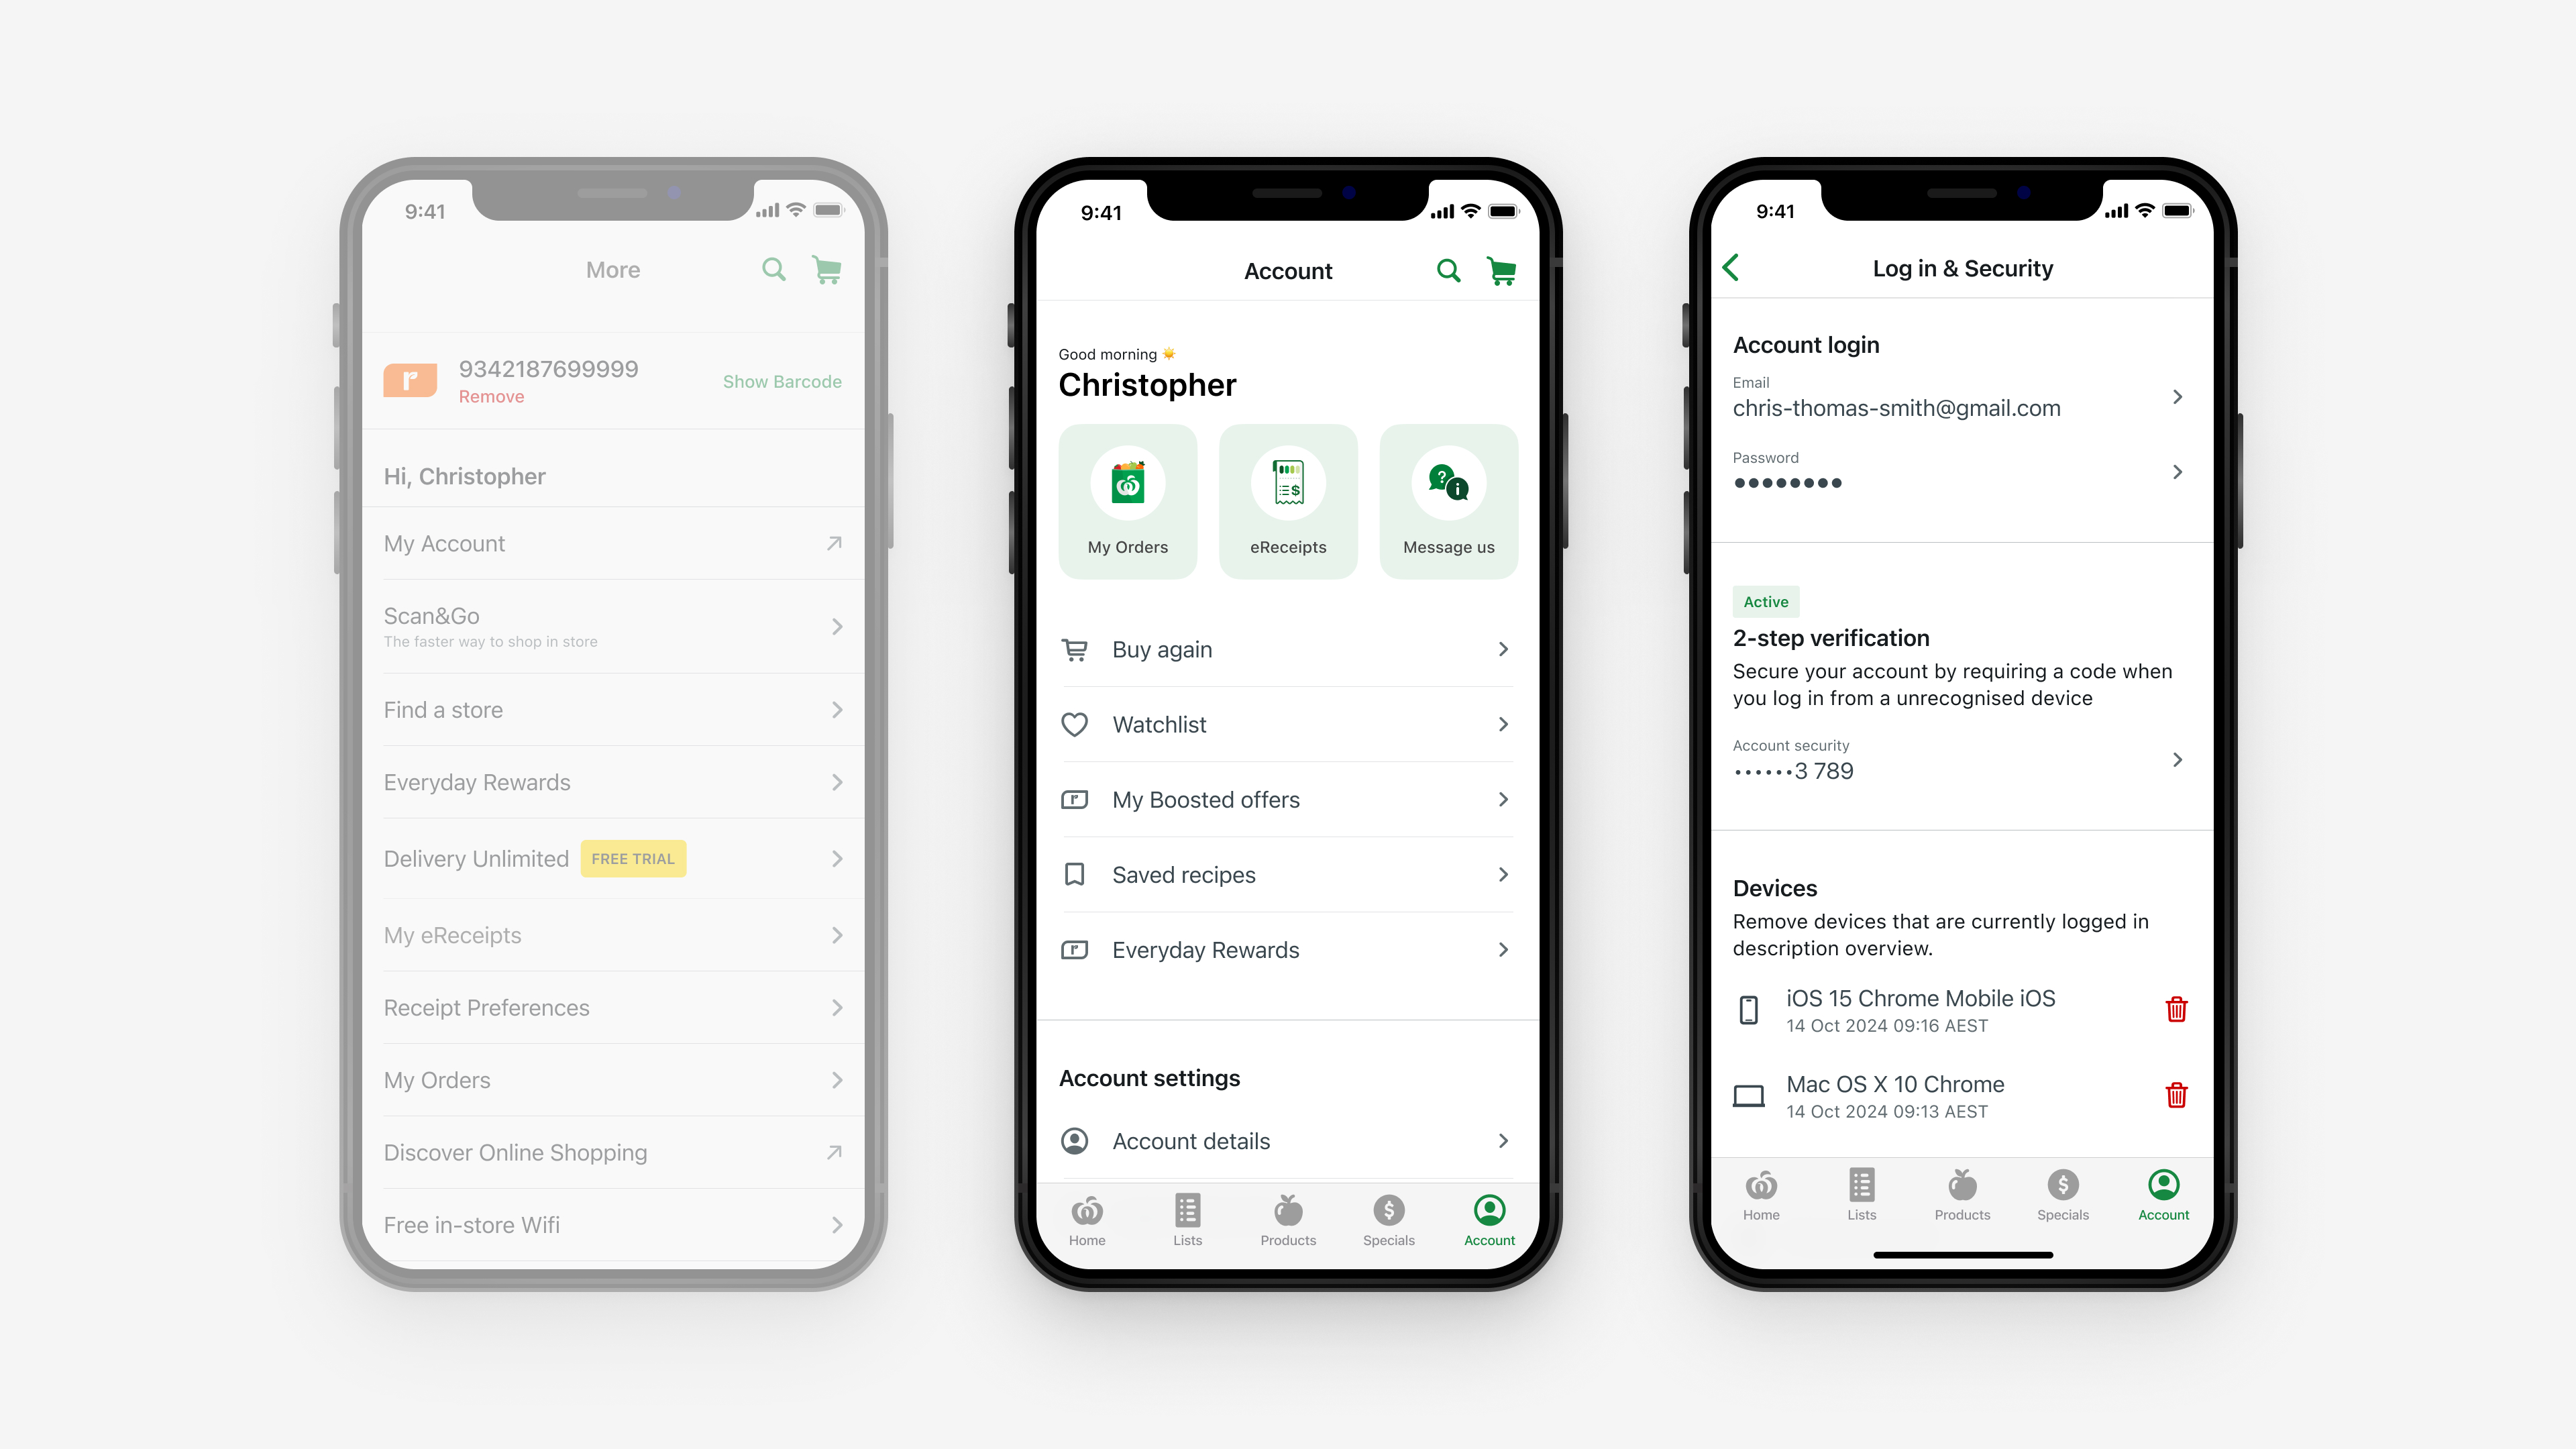 9:41
More
9342187699999
Remove
Show Barcode
Hi, Christopher
My Account
Scan&Go
The faster way to shop in store
Find a store
Everyday Rewards
Delivery Unlimited FREE TRIAL
My eReceipts
Receipt Preferences
My Orders
Discover Online Shopping
Free in-store Wifi
9:41
Account
Good morning
Christopher
My Orders
eReceipts
Message us
Buy again
Watchlist
My Boosted offers
Saved recipes
Everyday Rewards
Account settings
Account details
Home Lists Products Specials Account
9:41
Log in & Security
Account login
Email
chris-thomas-smith@gmail.com
Password
••••••••
Active
2-step verification
Secure your account by requiring a code when
you log in from a unrecognised device
Account security
••••••3 789
Devices
Remove devices that are currently logged in
description overview.
iOS 15 Chrome Mobile iOS
14 Oct 2024 09:16 AEST
Mac OS X 10 Chrome
14 Oct 2024 09:13 AEST
Home Lists Products Specials Account